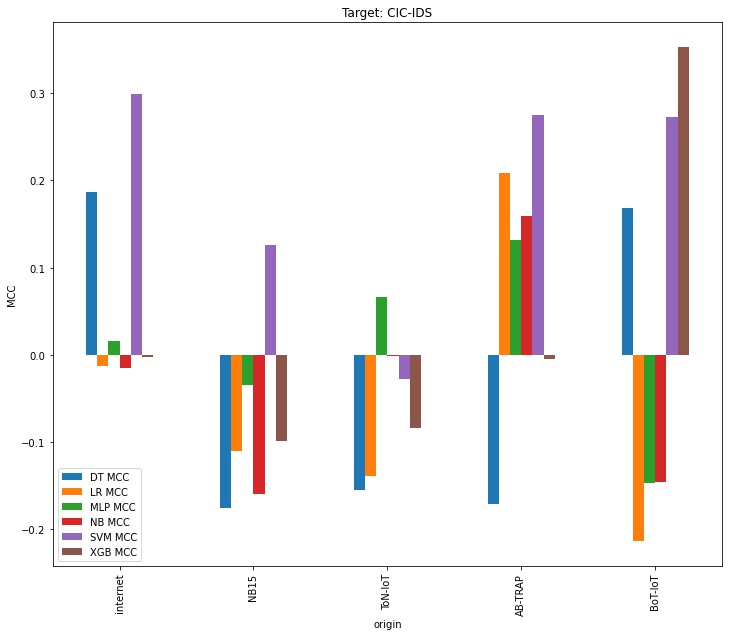 Target: CIC-IDS
MCC
0.3
0.2
0.1
0.0
−0.1
−0.2
DT MCC
LR MCC
MLP MCC
NB MCC
SVM MCC
XGB MCC
internet
NB15
ToN-IoT
AB-TRAP
BoT-IoT
origin